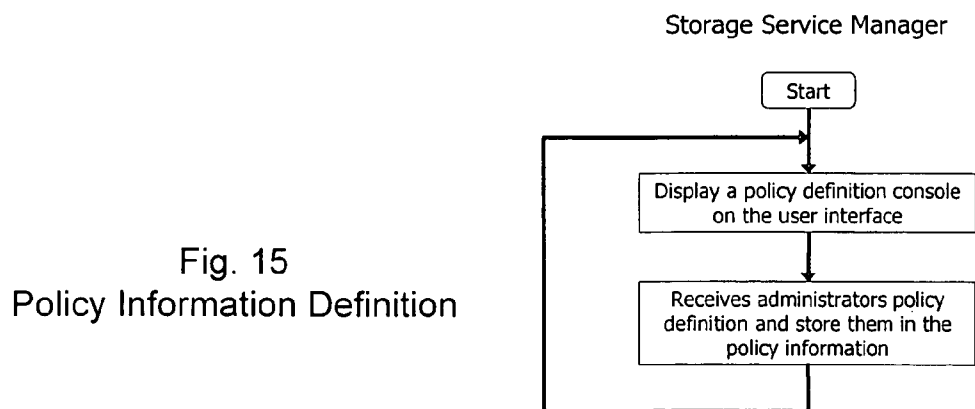 Storage Service Manager
Start
Display a policy definition console
on the user interface
Fig. 15
Policy Information Definition
Receives administrators policy
definition and store them in the
policy information